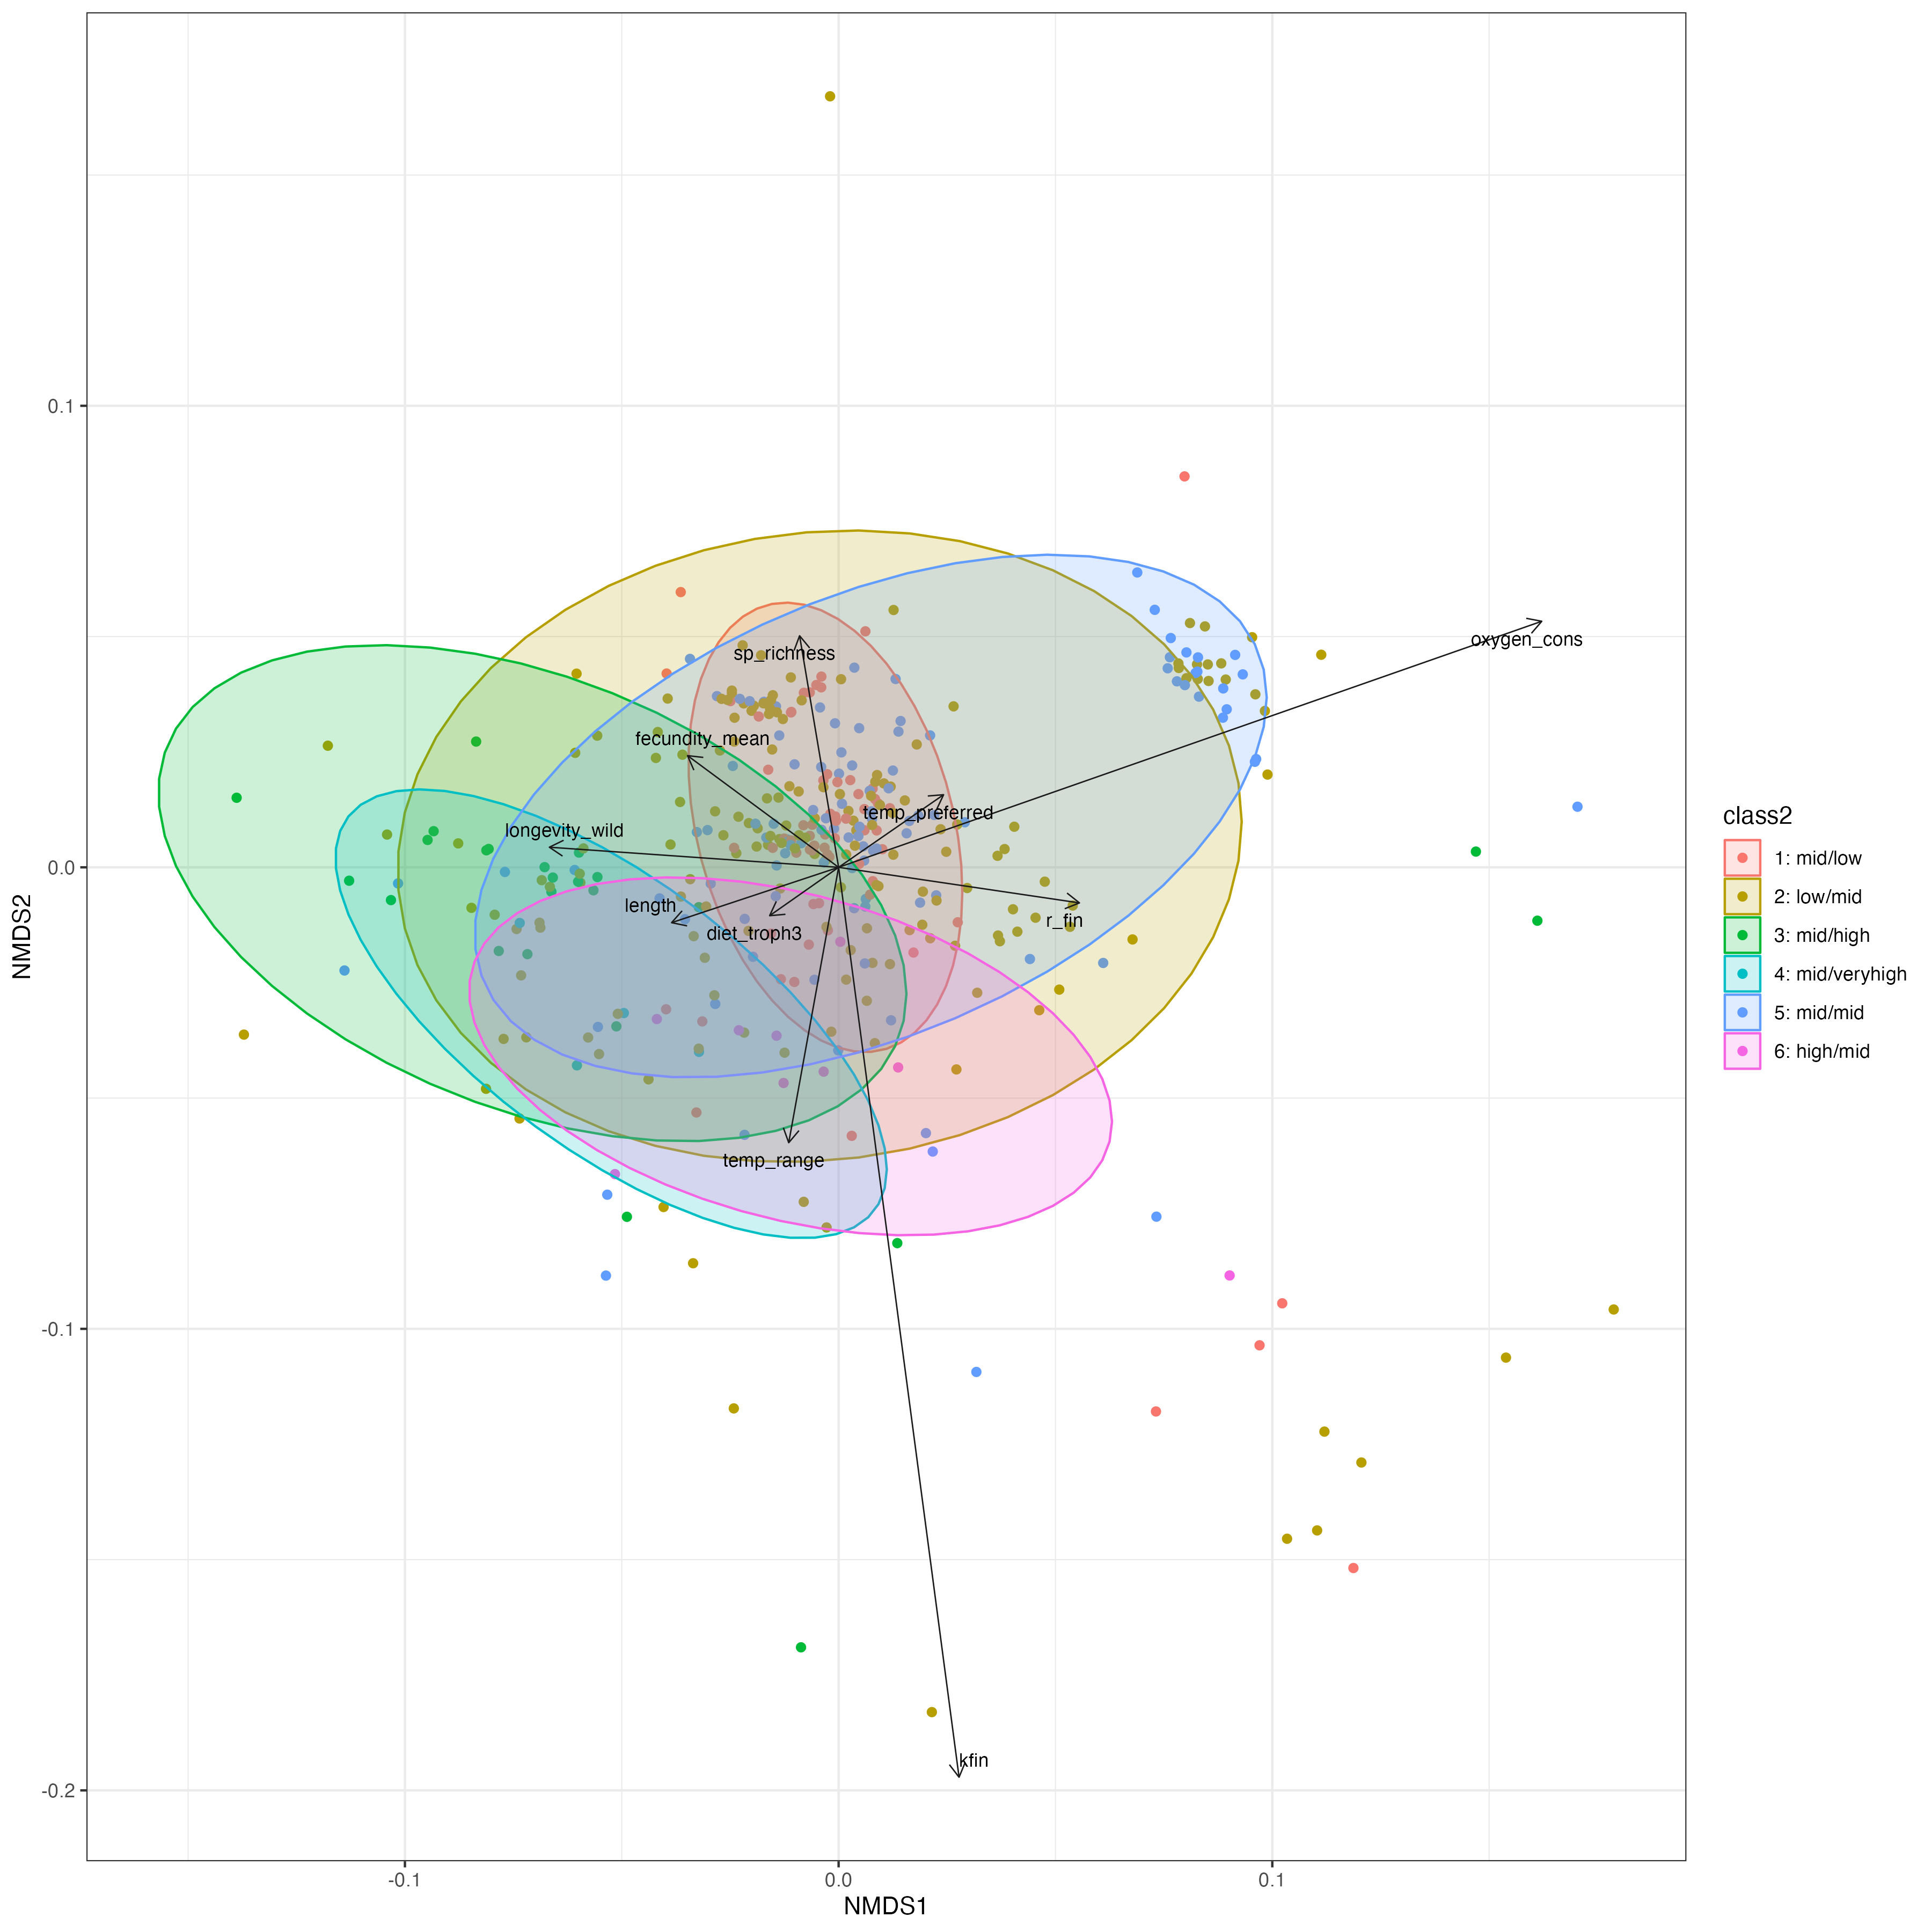 0.1
0.0
-0.1
-0.2
NMDS2
sp_richness
oxygen_cons
fecundity_mean
temp_preferred
longevity_wild
length
r_fin
diet_troph3
temp_range
kfin
-0.1
0.0
0.1
NMDS1
class2
1: mid/low
2: low/mid
3: mid/high
4: mid/veryhigh
5: mid/mid
6: high/mid